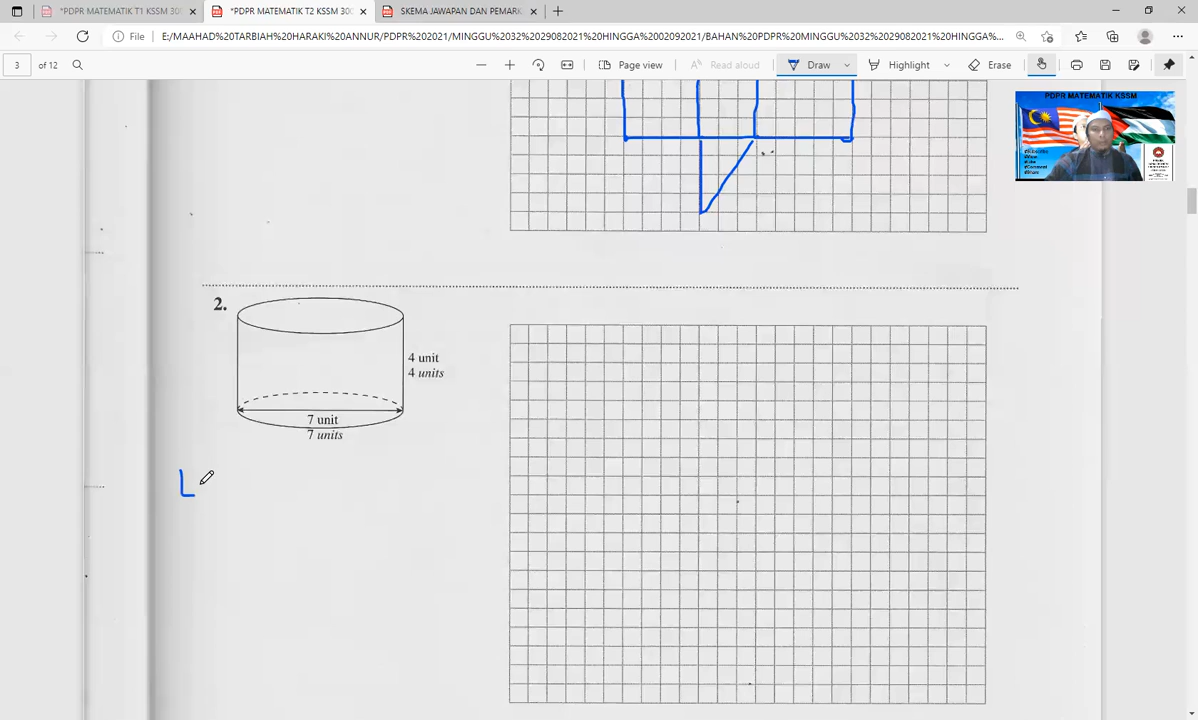 *PDPR MATEMATIK T1 KSSM 30
*PDPR MATEMATIK T2 KSSM 300
SKEMA JAWAPAN DAN PEMARK
File
E:/MAAHAD%20TARBIAH%20HARAKI%20ANNUR/PDPR%202021/MINGGU%2032%2029082021%20HINGGA%2002092021/BAHAN%20PDPR%20MINGGU%2032%2029082021%20HINGGA%...
3
of 12
Page view
Read aloud
Draw
Highlight
Erase
PDPR MATEMATIK KSSM
2.
4 unit
4 units
7 unit
7 units
L